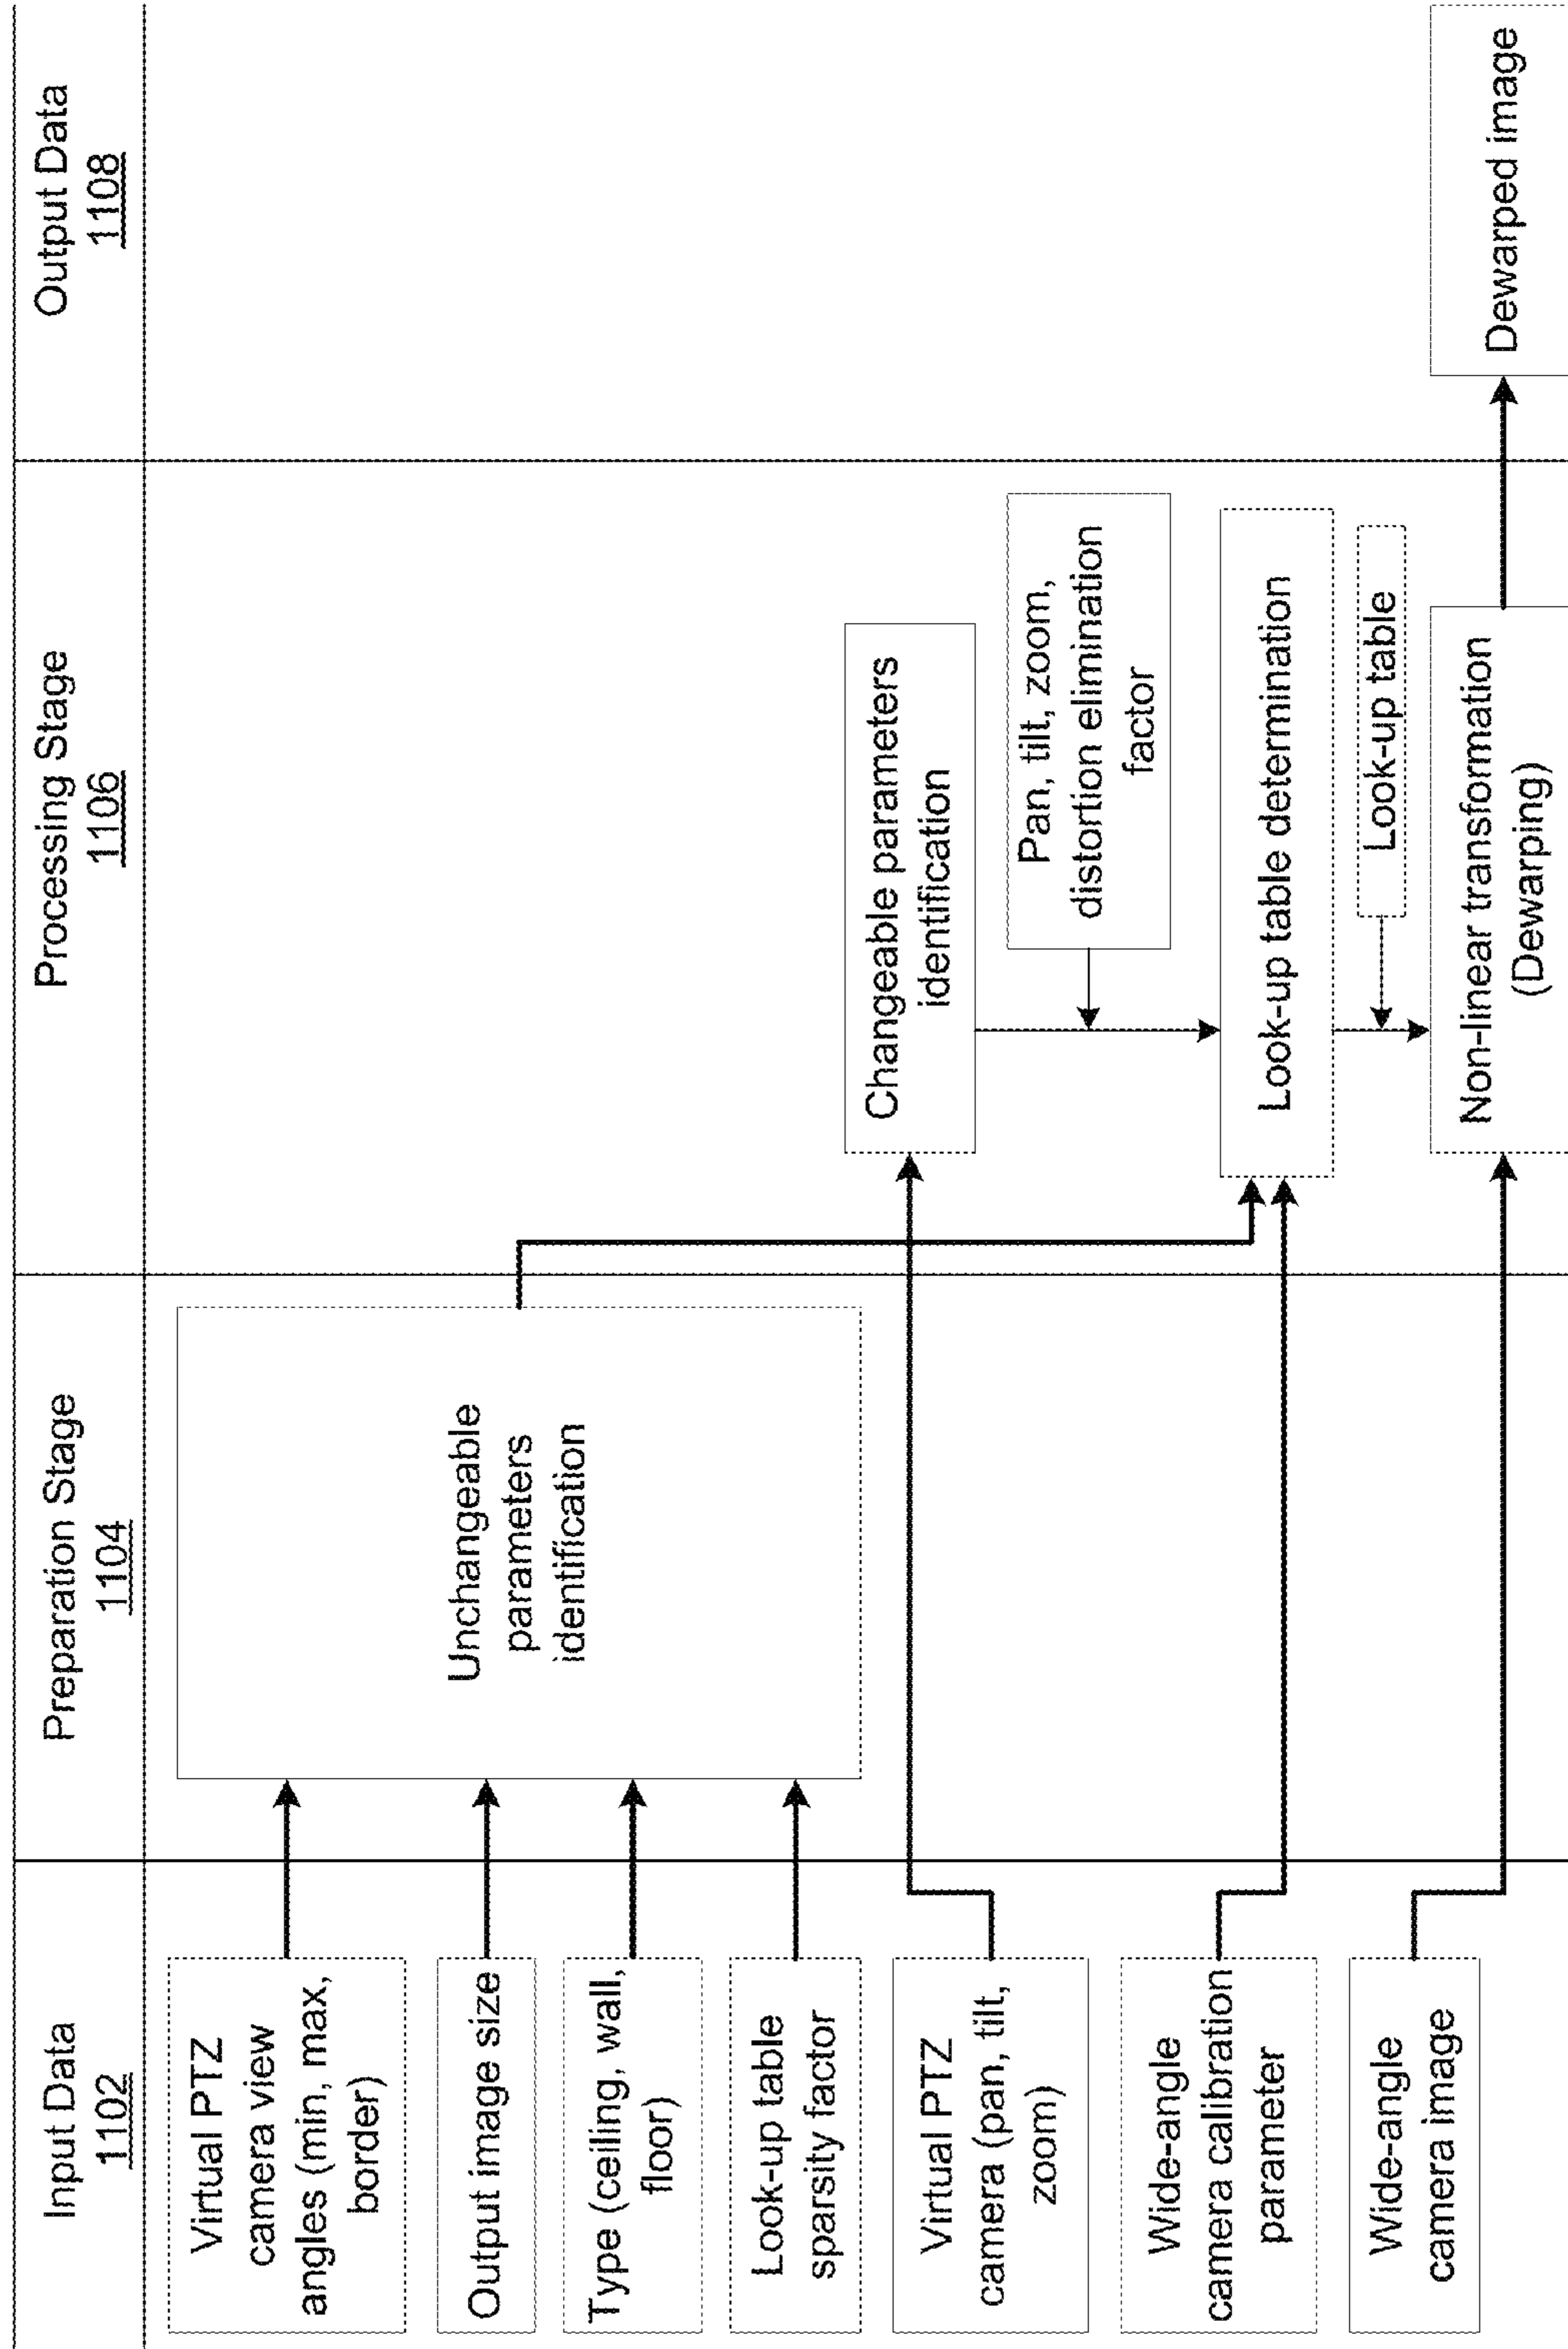 Input Data
1102
Preparation Stage
1104
Processing Stage
1106
Output Data
1108
Virtual PTZ
camera view
angles (min, max,
border)
Output image size
Type (ceiling, wall,
floor)
Look-up table
sparsity factor
Virtual PTZ
camera (pan, tilt,
zoom)
Wide-angle
camera calibration
parameter
Wide-angle
camera image
Unchangeable
parameters
identification
Changeable parameters
identification
Pan, tilt, zoom,
distortion elimination
factor
Look-up table determination
Look-up table
Non-linear transformation
(Dewarping)
Dewarped image